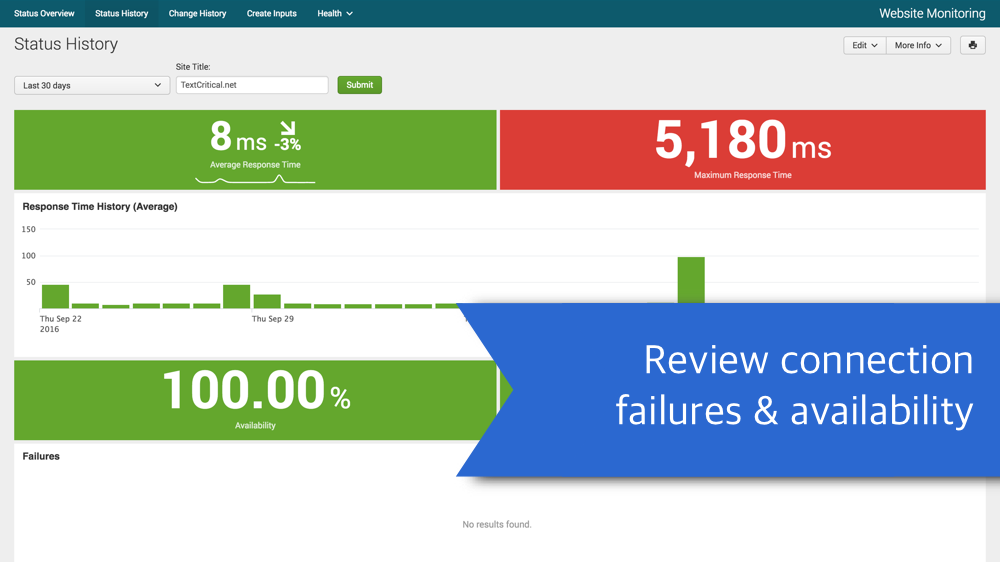 Status Overview Status History Change History Create Inputs Health Website Monitoring
Status History
Edit More Info
Site Title:
Last 30 days TextCritical.net Submit
8 ms -3%
Average Response Time
5,180 ms
Maximum Response Time
Response Time History (Average)
150
100
50
Thu Sep 22 Thu Sep 29
2016
100.00 %
Availability
Review connection
failures & availability
Failures
No results found.